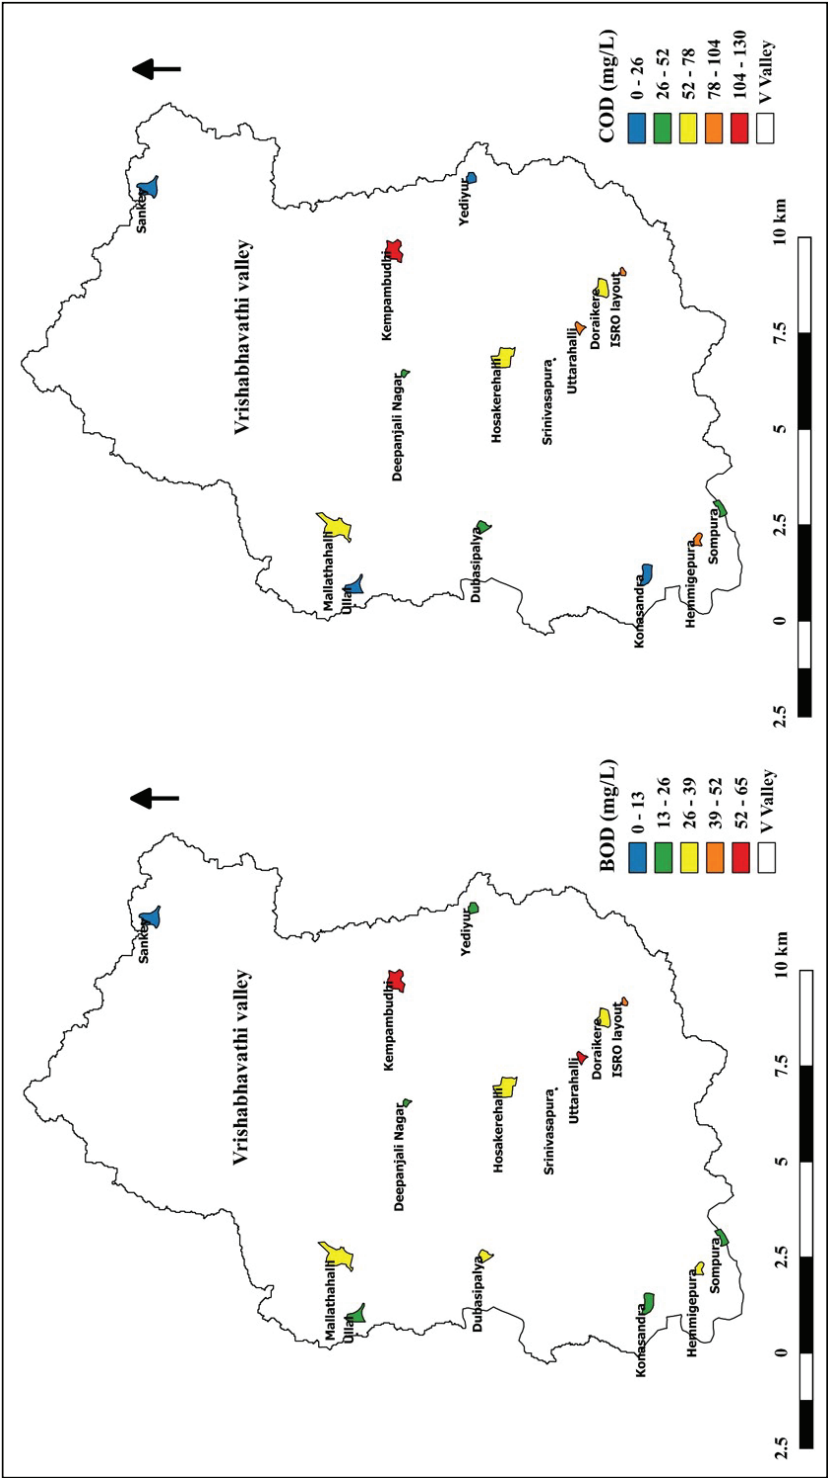 Sankey
Vrishabhavathi valley
Mallathahalli
Ullal
Kempambudhi
Deepanjali Nagar
Yediyur
Dubasipalya
Hosakerehalli
Srinivasapura
Uttarahalli
Doraikere
ISRO layout
Konasandra
Hemmigepura
Sompura
BOD (mg/L)
0 - 13
13 - 26
26 - 39
39 - 52
52 - 65
V Valley
2.5 0 2.5 5 7.5 10 km
Sankey
Vrishabhavathi valley
Mallathahalli
Ullal
Kempambudhi
Deepanjali Nagar
Yediyur
Dubasipalya
Hosakerehalli
Srinivasapura
Uttarahalli
Doraikere
ISRO layout
Konasandra
Hemmigepura
Sompura
COD (mg/L)
0 - 26
26 - 52
52 - 78
78 - 104
104 - 130
V Valley
2.5 0 2.5 5 7.5 10 km